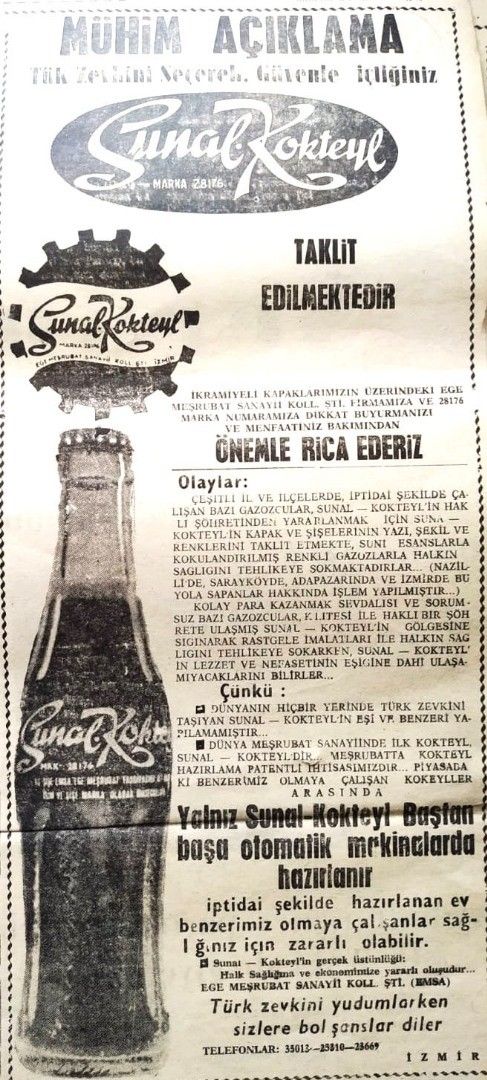 MÜHİM AÇIKLAMA
Zevkini Seçerek, Güvenle içtiğiniz
Sunal-Kokteyl
MARKA 28176
TAKLİT
EDİLMEKTEDİR
Sunal-Kokteyl
MARKA 28176
EGE MEŞRUBAT SANAYİİ KOLL. ŞTİ. İZMİR
İKRAMİYELİ KAPAKLARIMIZIN ÜZERİNDEKİ EGE
MEŞRUBAT SANAYİİ KOLL. ŞTİ. FİRMAMIZA VE 28176
MARKA NUMARAMIZA DİKKAT BUYURMANIZI
VE MENFAATİNİZ BAKIMINDAN
ÖNEMLE RİCA EDERİZ
Olaylar:
ÇEŞİTLİ İL VE İLÇELERDE, İPTİDAİ ŞEKİLDE ÇA-
LIŞAN BAZI GAZOZCULAR, SUNAL — KOKTEYL'İN HAK
LI ŞÖHRETİNDEN YARARLANMAK İÇİN SUNA —
KOKTEYL'İN KAPAK VE ŞİŞELERİNİN YAZI, ŞEKİL VE
RENKLERİNİ TAKLİT ETMEKTE, SUNİ ESANSLARLA
KOKULANDIRILMIŞ RENKLİ GAZOZLARLA HALKIN
SAĞLIĞINI TEHLİKEYE SOKMAKTADIRLAR... (NAZİL-
Lİ'DE, SARAYKÖYDE, ADAPAZARINDA VE İZMİRDE BU
YOLA SAPANLAR HAKKINDA İŞLEM YAPILMIŞTIR...)
KOLAY PARA KAZANMAK SEVDALISI VE SORUM-
SUZ BAZI GAZOZCULAR, KALİTESİ İLE HAKLI BİR ŞÖH
RETE ULAŞMIŞ SUNAL — KOKTEYL'İN GÖLGESİNE
SIĞINARAK RASTGELE İMALATLARI İLE HALKIN SAĞ
LIĞINI TEHLİKEYE SOKARKEN, SUNAL — KOKTEYL'
İN LEZZET VE NEFASETİNİN EŞİĞİNE DAHİ ULAŞA-
MIYACAKLARINI BİLİRLER...
Çünkü :
DÜNYANIN HİÇBİR YERİNDE TÜRK ZEVKİNİ
TAŞIYAN SUNAL — KOKTEYL'İN EŞİ VE BENZERİ YA-
PILAMAMIŞTIR...
DÜNYA MEŞRUBAT SANAYİİNDE İLK KOKTEYL,
SUNAL — KOKTEYL'DİR... MEŞRUBATTA KOKTEYL
HAZIRLAMA PATENTLİ İHTİSASIMIZDIR... PİYASADA
Kİ BENZERİMİZ OLMAYA ÇALIŞAN KOKEYLLER
ARASINDA
Sunal-Kokteyl
MRK- 28176
Yalnız Sunal-Kokteyl Baştan
başa otomatik makinalarda
hazırlanır
iptidai şekilde hazırlanan ev
benzerimiz olmaya çalışanlar sağ-
lığınız için zararlı olabilir.
Sunal — Kokteyl'in gerçek üstünlüğü:
Halk Sağlığına ve ekonomimize yararlı oluşudur...
EGE MEŞRUBAT SANAYİİ KOLL. ŞTİ. (EMSA)
Türk zevkini yudumlarken
sizlere bol şanslar diler
TELEFONLAR: 35013—25810—23669
İZMİR